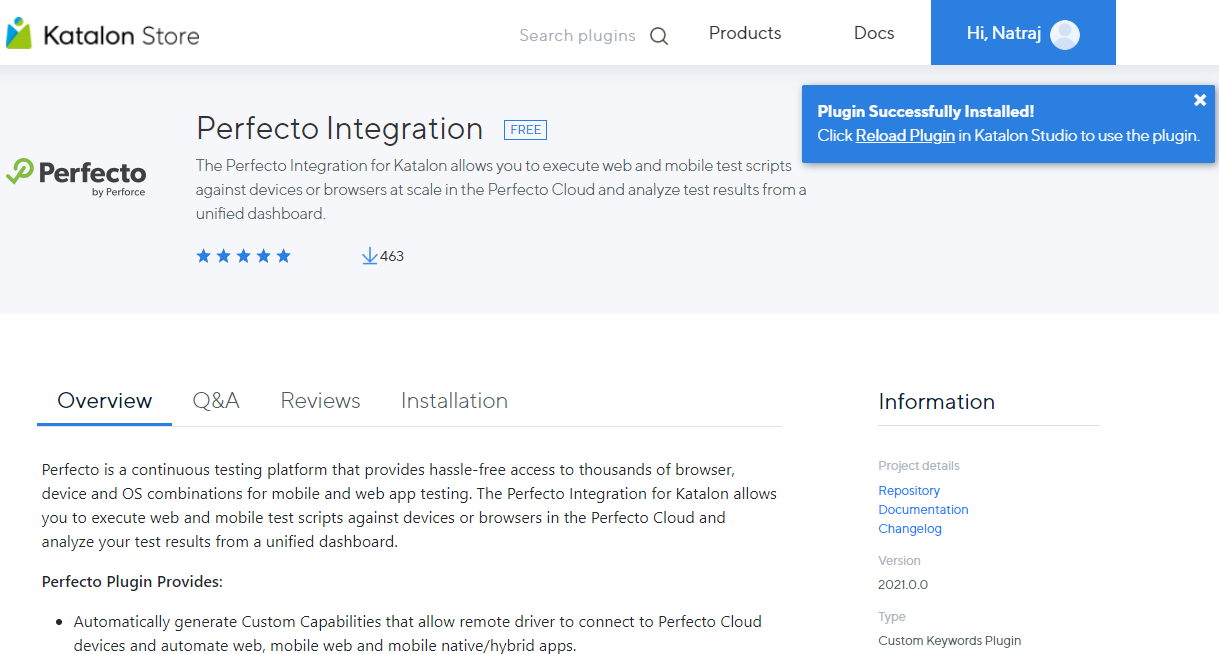 Katalon Store
Search plugins
Products
Docs
Hi, Natraj
Plugin Successfully Installed!
Click Reload Plugin in Katalon Studio to use the plugin.
Perfecto
by Perforce
Perfecto Integration
FREE
The Perfecto Integration for Katalon allows you to execute web and mobile test scripts
against devices or browsers at scale in the Perfecto Cloud and analyze test results from a
unified dashboard.
463
Overview
Q&A
Reviews
Installation
Perfecto is a continuous testing platform that provides hassle-free access to thousands of browser,
device and OS combinations for mobile and web app testing. The Perfecto Integration for Katalon allows
you to execute web and mobile test scripts against devices or browsers in the Perfecto Cloud and
analyze your test results from a unified dashboard.
Perfecto Plugin Provides:
• Automatically generate Custom Capabilities that allow remote driver to connect to Perfecto Cloud
devices and automate web, mobile web and mobile native/hybrid apps.
Information
Project details
Repository
Documentation
Changelog
Version
2021.0.0
Type
Custom Keywords Plugin